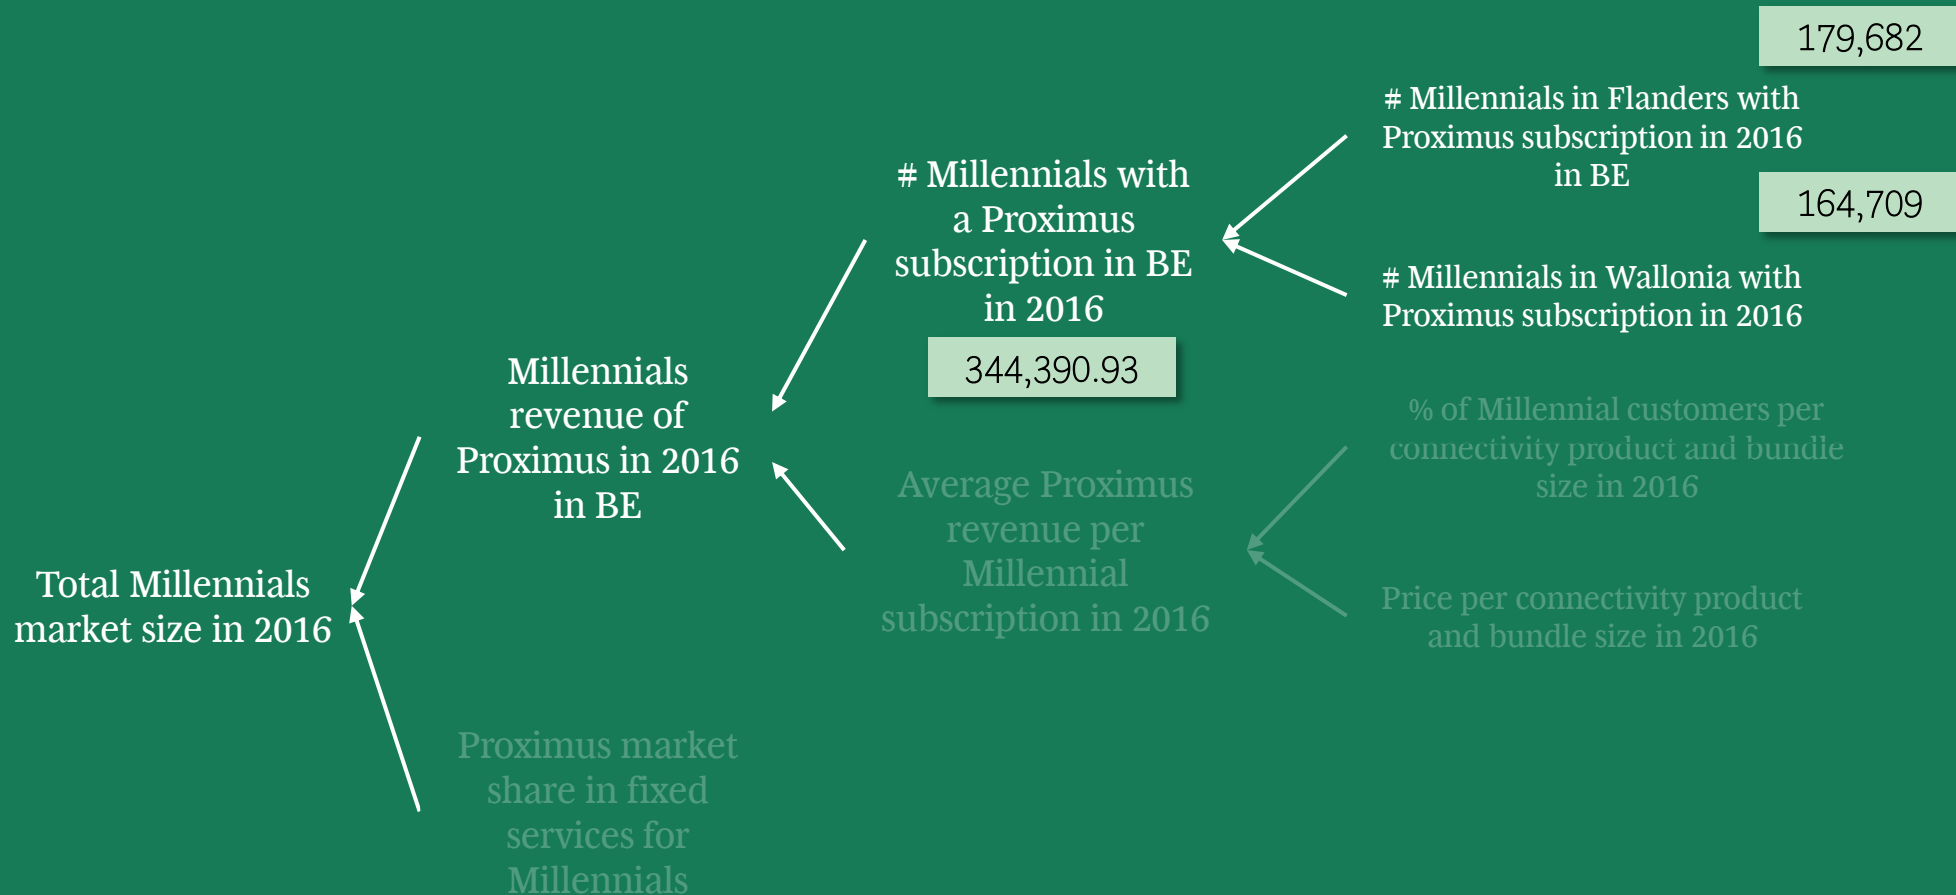 179,682
# Millennials in Flanders with
Proximus subscription in 2016
in BE
164,709
# Millennials in Wallonia with
Proximus subscription in 2016
# Millennials with
a Proximus
subscription in BE
in 2016
344,390.93
% of Millennial customers per
connectivity product and bundle
size in 2016
Price per connectivity product
and bundle size in 2016
Average Proximus
revenue per
Millennial
subscription in 2016
Millennials
revenue of
Proximus in 2016
in BE
Total Millennials
market size in 2016
Proximus market
share in fixed
services for
Millennials